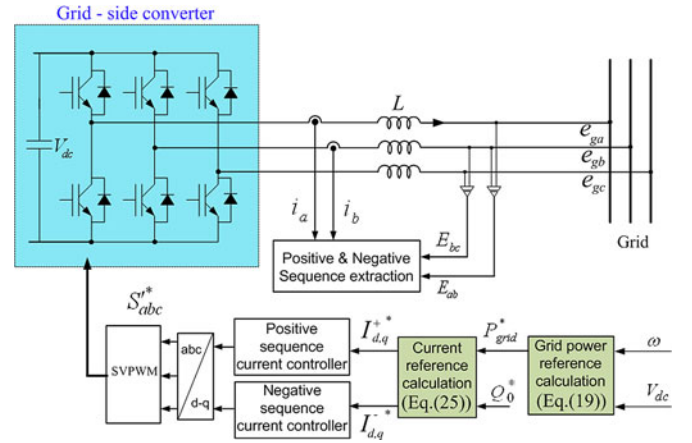 Grid - side converter
V_dc
L
e_ga
e_gb
e_gc
i_a
i_b
E_bc
E_ab
Grid
Positive & Negative
Sequence extraction
S'*_abc
SVPWM
abc
d-q
Positive
sequence
current controller
Negative
sequence
current controller
I^+*_d,q
I^-*_d,q
Current
reference
calculation
(Eq.(25))
P*_grid
Q*_0
Grid power
reference
calculation
(Eq.(19))
ω
V_dc